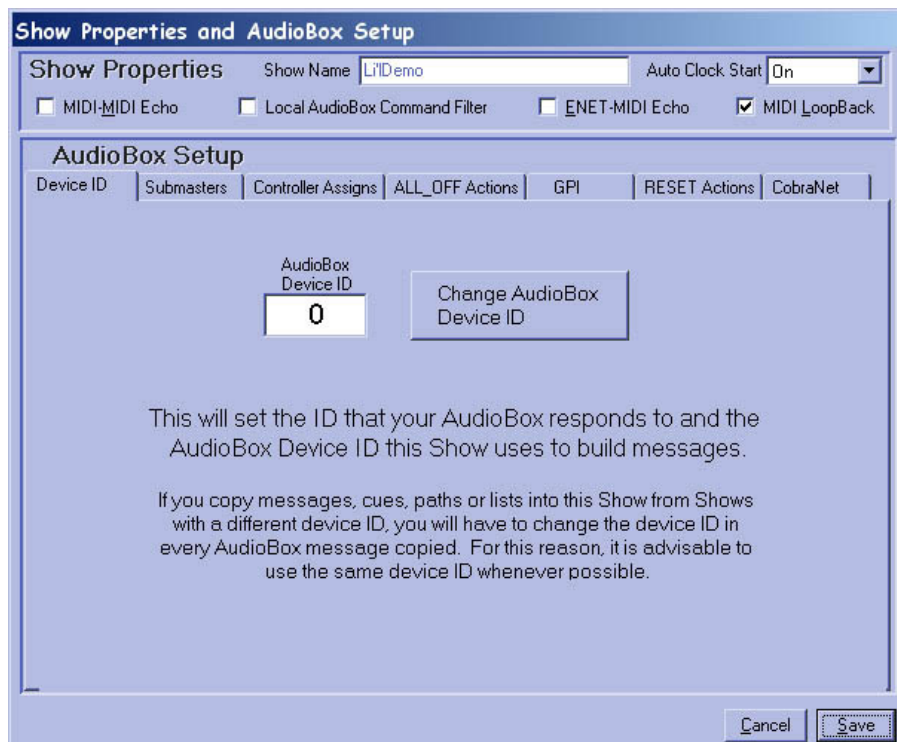 Show Properties and AudioBox Setup
Show Properties
Show Name Li'lDemo
Auto Clock Start On
MIDI-MIDI Echo
Local AudioBox Command Filter
ENET-MIDI Echo
MIDI LoopBack
AudioBox Setup
Device ID
Submasters
Controller Assigns
ALL_OFF Actions
GPI
RESET Actions
CobraNet
AudioBox
Device ID
0
Change AudioBox
Device ID
This will set the ID that your AudioBox responds to and the
AudioBox Device ID this Show uses to build messages.
If you copy messages, cues, paths or lists into this Show from Shows
with a different device ID, you will have to change the device ID in
every AudioBox message copied.  For this reason, it is advisable to
use the same device ID whenever possible.
Cancel
Save